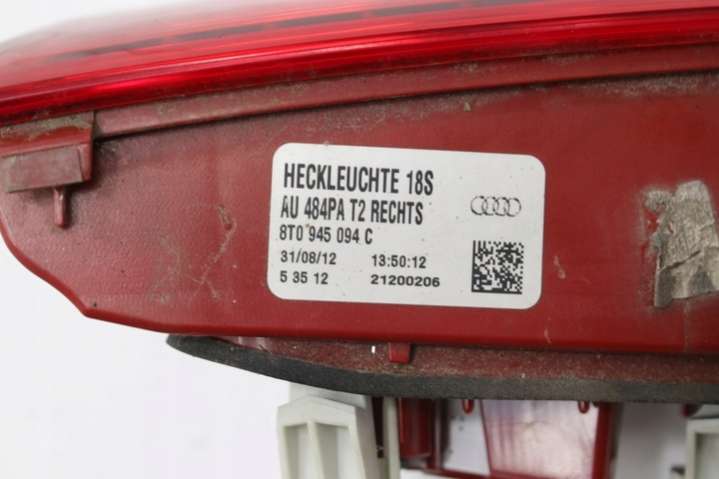 HECKLEUCHTE 18S
AU 484PA T2 RECHTS
8T0 945 094 C
31/08/12 13:50:12
5 35 12 21200206